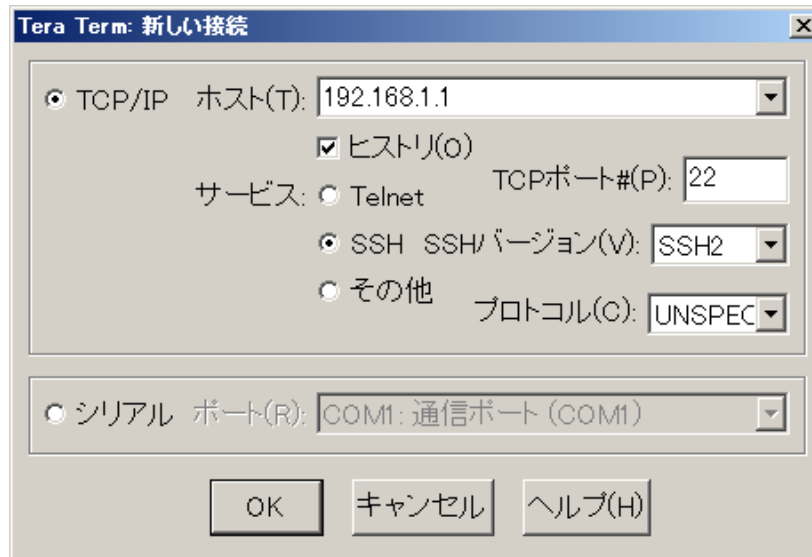 Tera Term: 新しい接続
TCP/IP ホスト(T): 192.168.1.1
ヒストリ(O)
サービス: Telnet TCPポート#(P): 22
SSH SSHバージョン(V): SSH2
その他 プロトコル(C): UNSPEC
シリアル ポート(R): COM1: 通信ポート (COM1)
OK キャンセル ヘルプ(H)